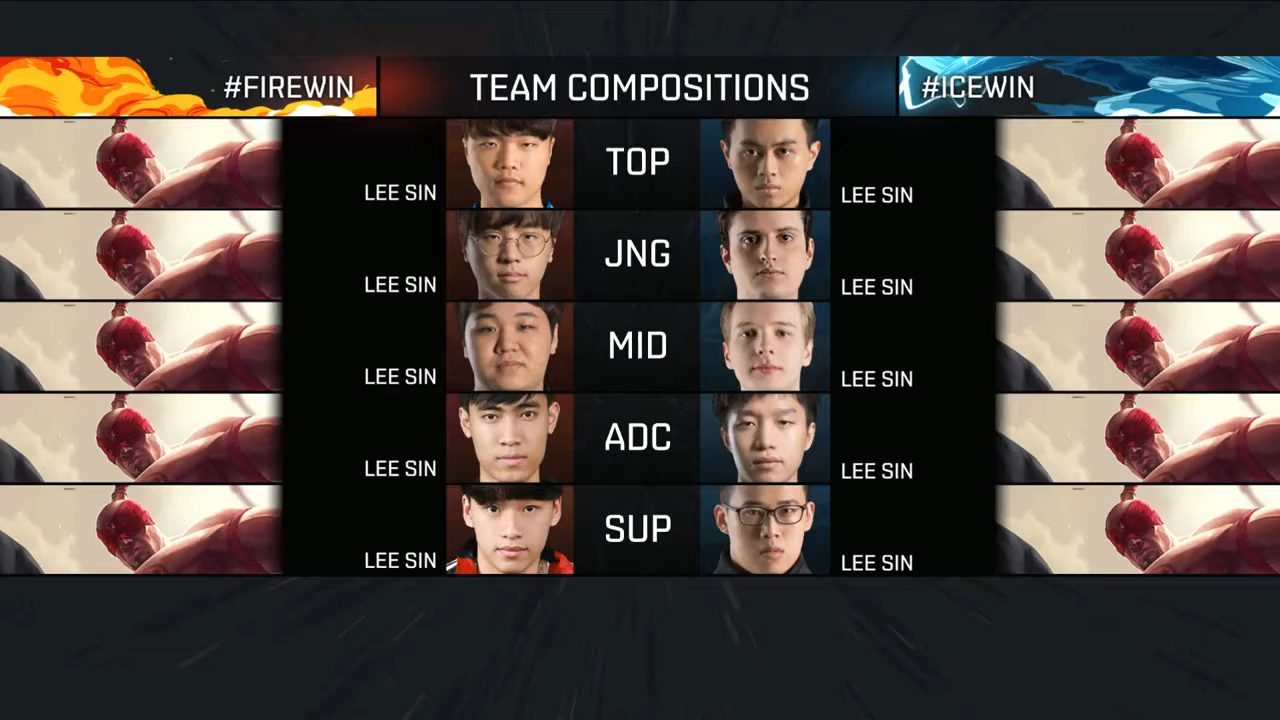 #FIREWIN TEAM COMPOSITIONS #ICEWIN
LEE SIN TOP LEE SIN
LEE SIN JNG LEE SIN
LEE SIN MID LEE SIN
LEE SIN ADC LEE SIN
LEE SIN SUP LEE SIN